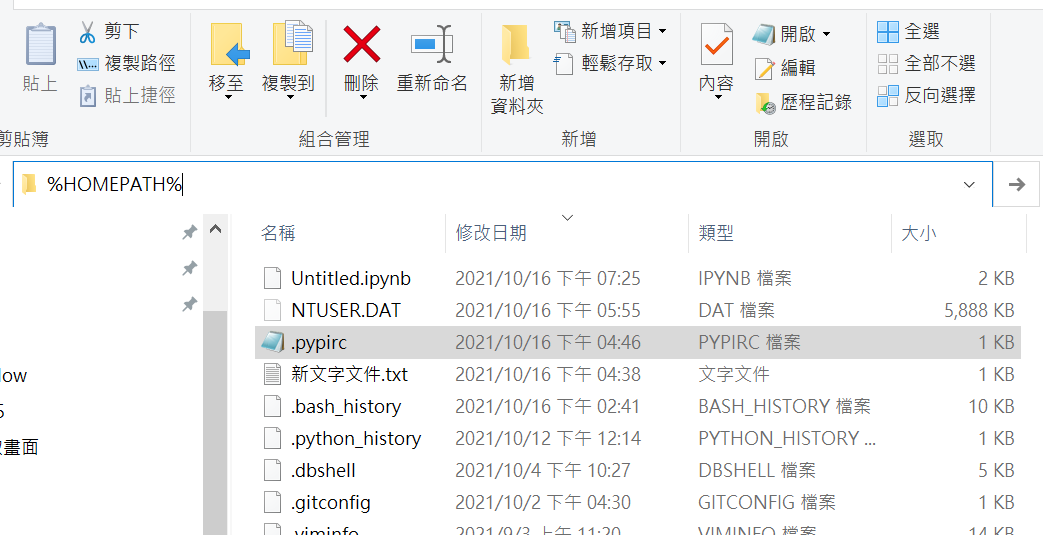 貼上
剪下
複製路徑
貼上捷徑
剪貼簿
移至
複製到
刪除
重新命名
組合管理
新增
資料夾
新增項目
輕鬆存取
新增
內容
開啟
編輯
歷程記錄
開啟
全選
全部不選
反向選擇
選取
%HOMEPATH%
名稱 修改日期 類型 大小
Untitled.ipynb 2021/10/16 下午 07:25 IPYNB 檔案 2 KB
NTUSER.DAT 2021/10/16 下午 05:55 DAT 檔案 5,888 KB
.pypirc 2021/10/16 下午 04:46 PYPIRC 檔案 1 KB
新文字文件.txt 2021/10/16 下午 04:38 文字文件 1 KB
.bash_history 2021/10/16 下午 02:41 BASH_HISTORY 檔案 10 KB
.python_history 2021/10/12 下午 12:14 PYTHON_HISTORY ... 1 KB
.dbshell 2021/10/4 下午 10:27 DBSHELL 檔案 5 KB
.gitconfig 2021/10/2 下午 04:30 GITCONFIG 檔案 1 KB
.viminfo 2021/9/3 上午 11:20 VIMINFO 檔案 14 KB
low
5
畫面